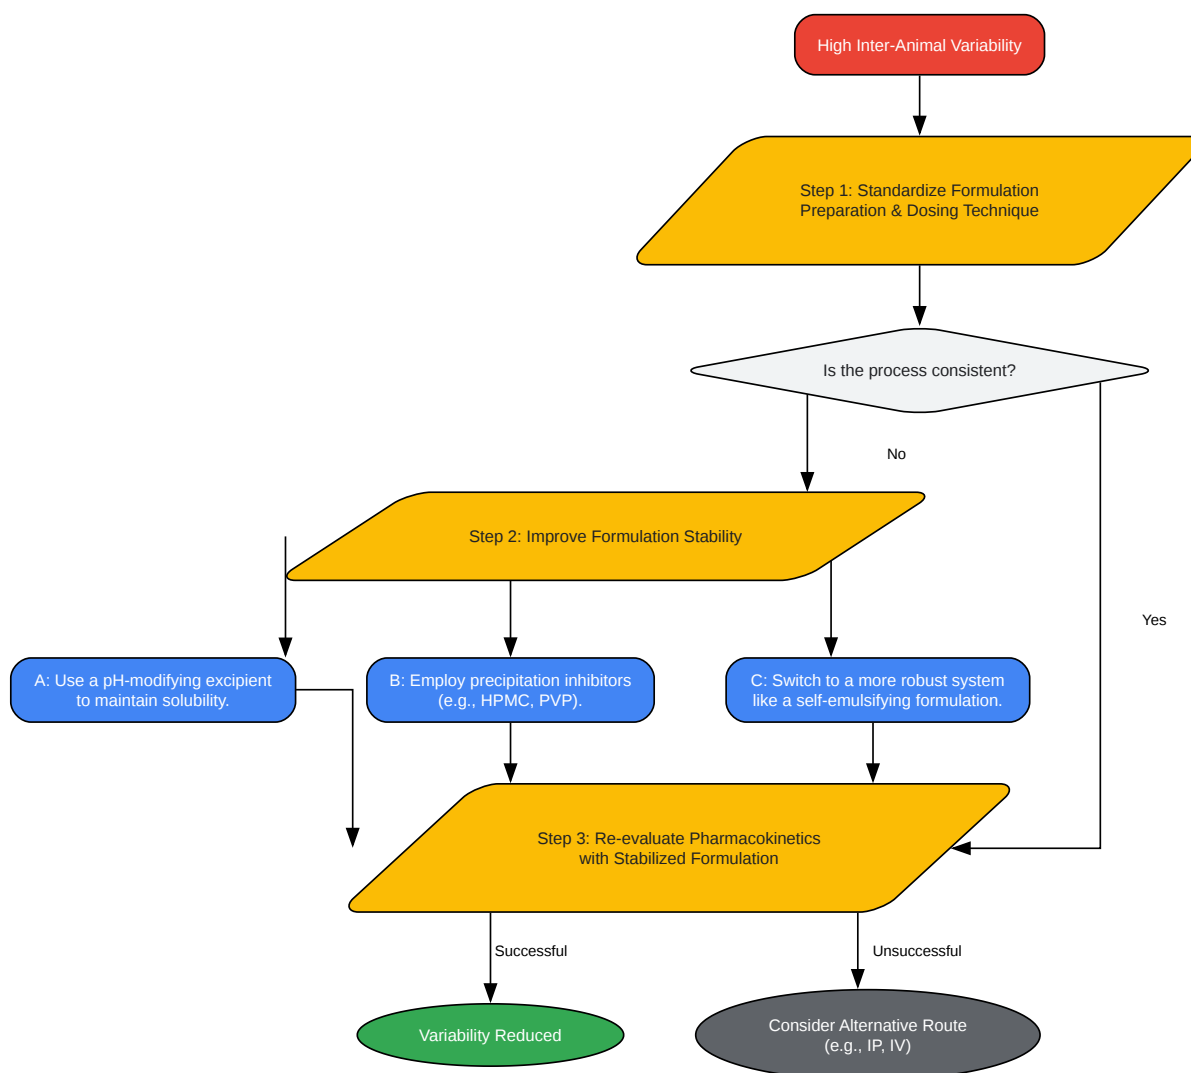 High Inter-Animal Variability
Step 1: Standardize Formulation
Preparation & Dosing Technique
Is the process consistent?
No
Step 2: Improve Formulation Stability
Yes
A: Use a pH-modifying excipient
to maintain solubility.
B: Employ precipitation inhibitors
(e.g., HPMC, PVP).
C: Switch to a more robust system
like a self-emulsifying formulation.
Step 3: Re-evaluate Pharmacokinetics
with Stabilized Formulation
Successful
Unsuccessful
Variability Reduced
Consider Alternative Route
(e.g., IP, IV)